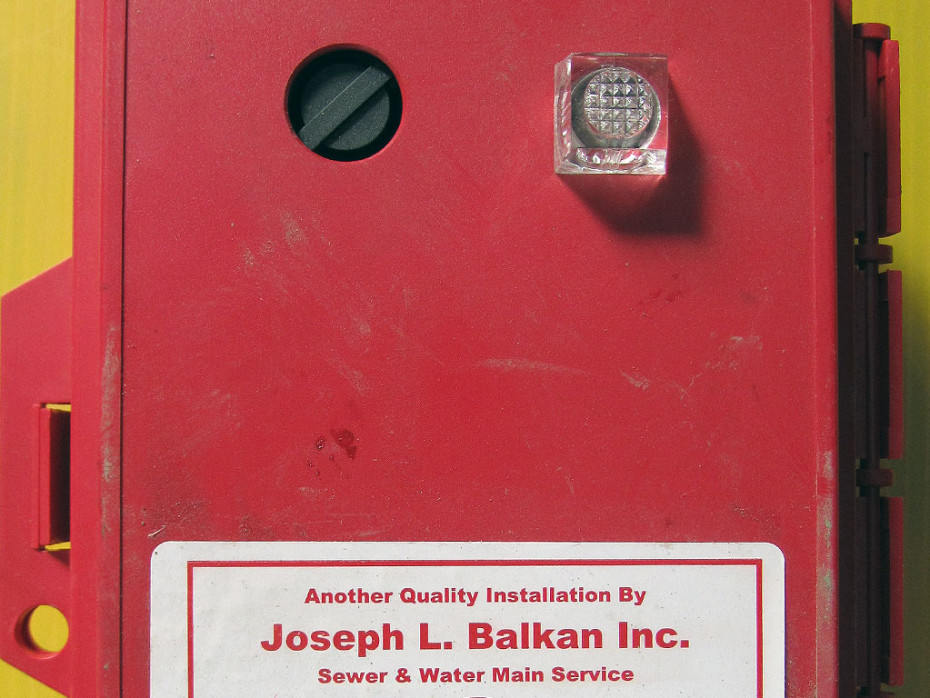 Another Quality Installation By
Joseph L. Balkan Inc.
Sewer & Water Main Service